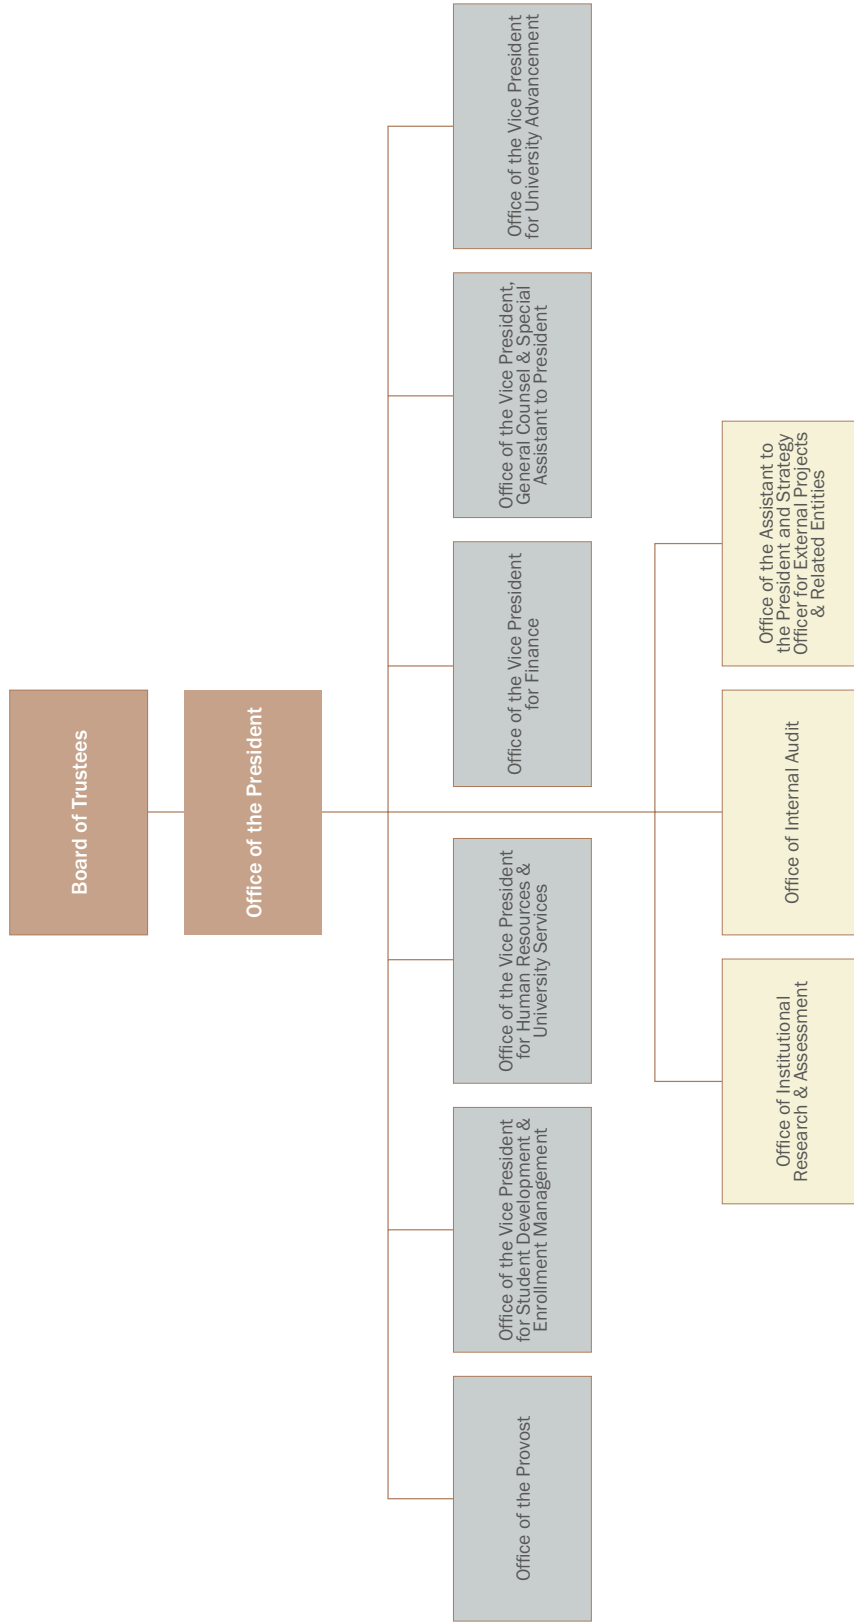 Board of Trustees
Office of the President
Office of the Provost
Office of the Vice President
for Student Development &
Enrollment Management
Office of the Vice President
for Human Resources &
University Services
Office of the Vice President
for Finance
Office of the Vice President,
General Counsel & Special
Assistant to President
Office of the Vice President
for University Advancement
Office of Institutional
Research & Assessment
Office of Internal Audit
Office of the Assistant to
the President and Strategy
Officer for External Projects
& Related Entities